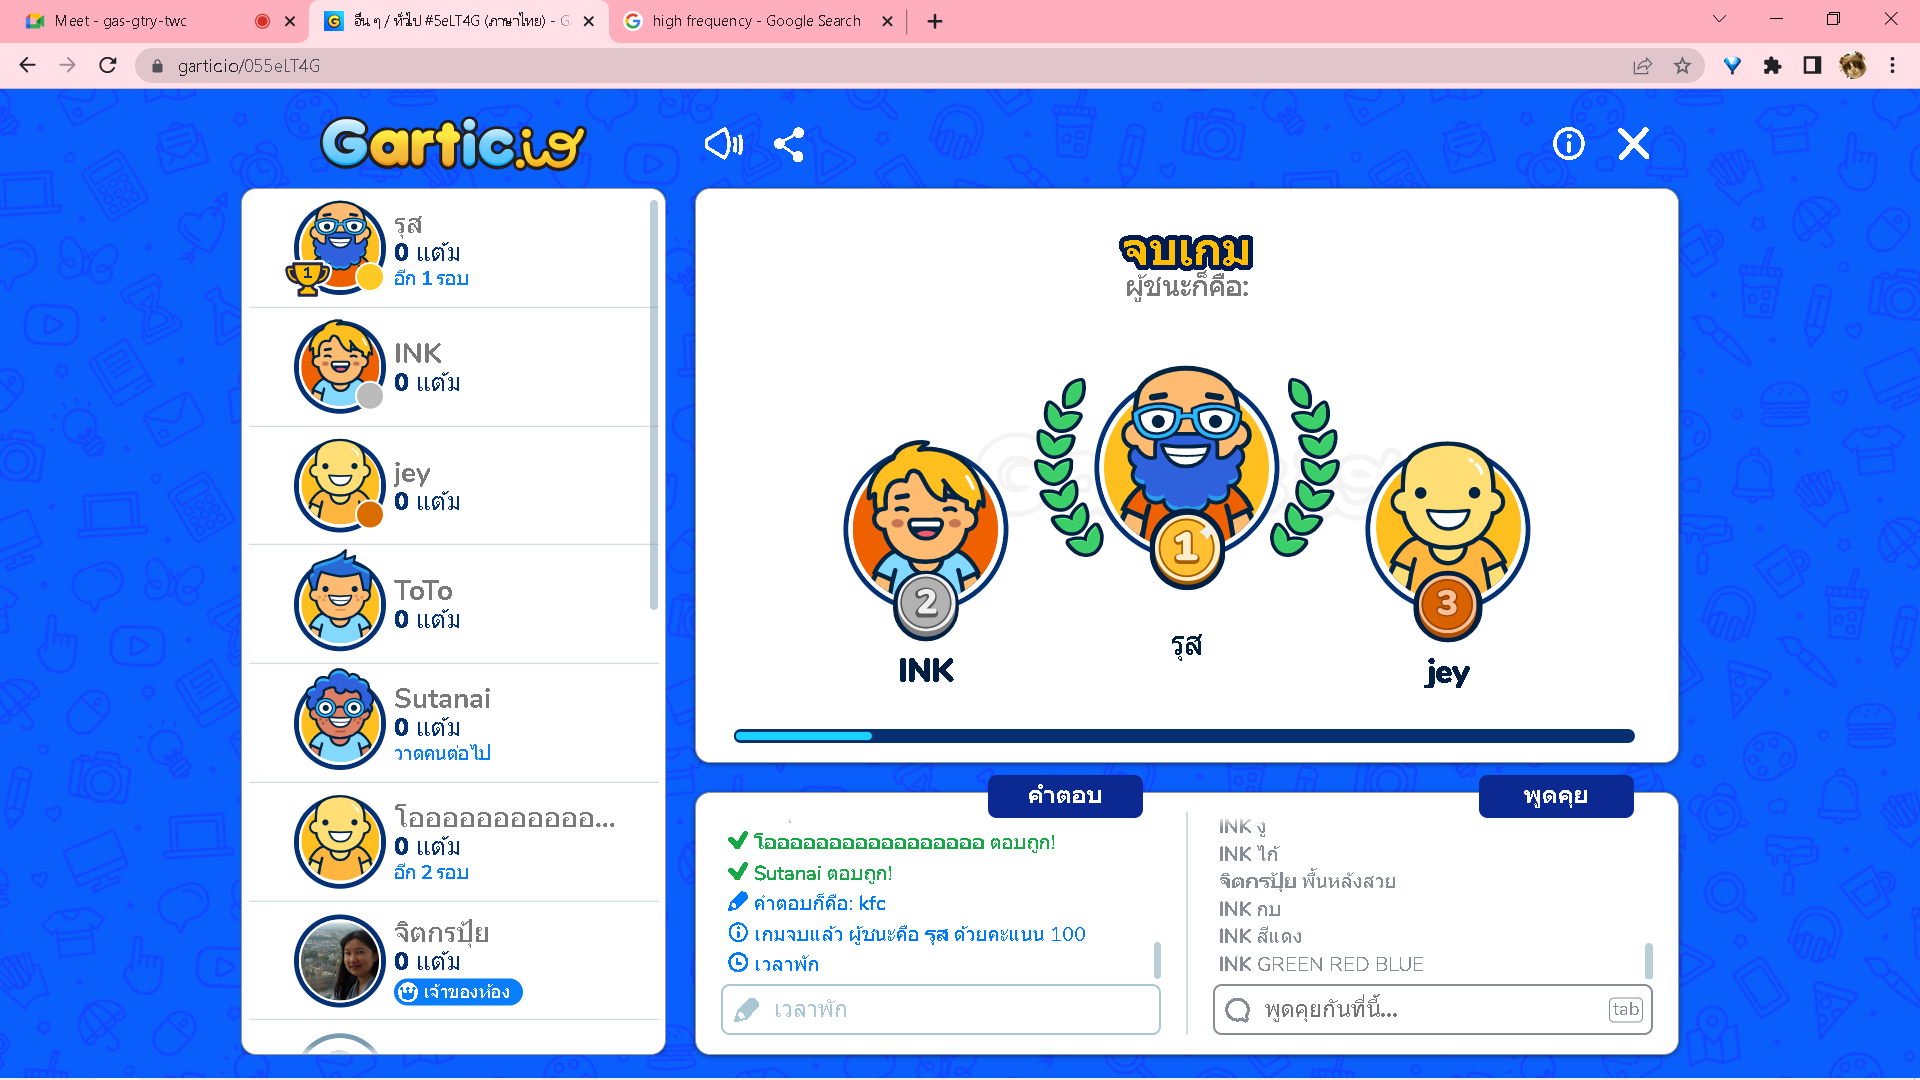 Meet - gas-gtry-twc
อื่น ๆ / ทั่วไป #5eLT4G (ภาษาไทย) - G
high frequency - Google Search
gartic.io/055eLT4G
Gartic.io
รุส
0 แต้ม
อีก 1 รอบ
INK
0 แต้ม
jey
0 แต้ม
ToTo
0 แต้ม
Sutanai
0 แต้ม
วาดคนต่อไป
โออออออออออออ...
0 แต้ม
อีก 2 รอบ
จิตกรปุ้ย
0 แต้ม
เจ้าของห้อง
จบเกม
ผู้ชนะก็คือ:
1
2
3
INK
รุส
jey
คำตอบ
โอออออออออออออออออ ตอบถูก!
Sutanai ตอบถูก!
คำตอบก็คือ: kfc
เกมจบแล้ว ผู้ชนะคือ รุส ด้วยคะแนน 100
เวลาพัก
เวลาพัก
พูดคุย
INK งู
INK ไก้
จิตกรปุ้ย พื้นหลังสวย
INK กบ
INK สีแดง
INK GREEN RED BLUE
พูดคุยกันที่นี้...
tab